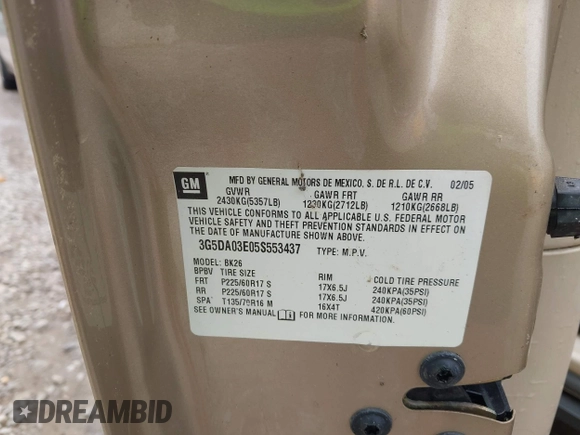 GM MFD BY GENERAL MOTORS DE MEXICO, S. DE R.L. DE C.V. 02/05
GVWR GAWR FRT GAWR RR
2430KG(5357LB) 1230KG(2712LB) 1210KG(2668LB)
THIS VEHICLE CONFORMS TO ALL APPLICABLE U.S. FEDERAL MOTOR
VEHICLE SAFETY AND THEFT PREVENTION STANDARDS IN EFFECT ON
THE DATE OF MANUFACTURE SHOWN ABOVE.
3G5DA03E05S553437 TYPE: M.P.V.
MODEL: BK26
BPBV TIRE SIZE RIM COLD TIRE PRESSURE
FRT P225/60R17 S 17X6.5J 240KPA(35PSI)
RR P225/60R17 S 17X6.5J 240KPA(35PSI)
SPA T135/70R16 M 16X4T 420KPA(60PSI)
SEE OWNER'S MANUAL FOR MORE INFORMATION.
DREAMBID